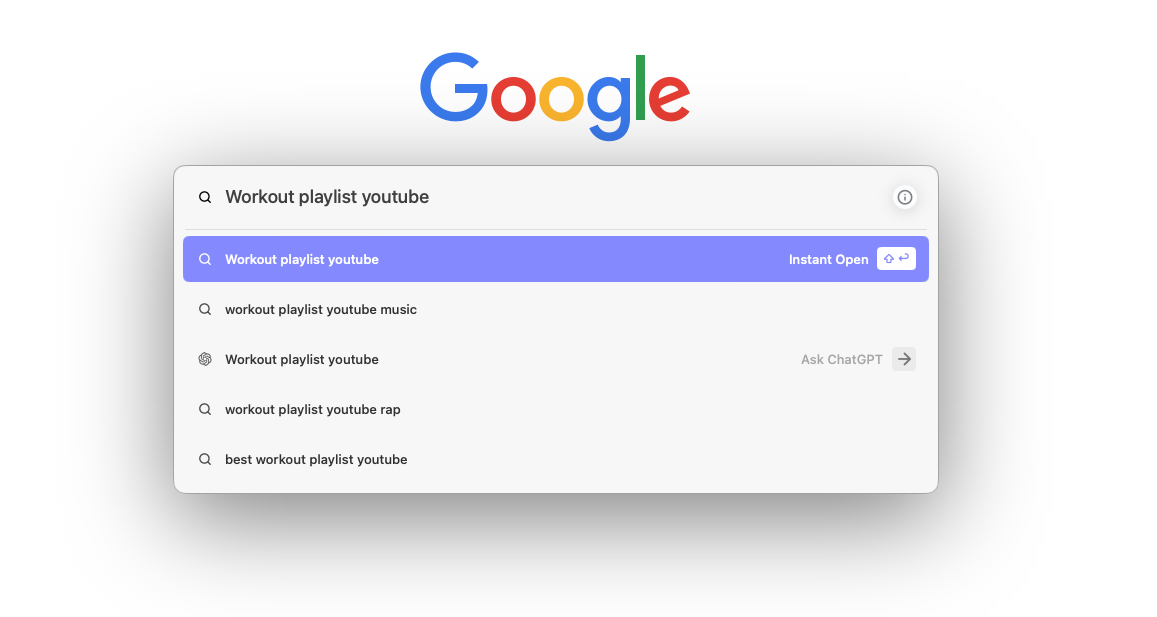 Google
Workout playlist youtube
Workout playlist youtube Instant Open
workout playlist youtube music
Workout playlist youtube Ask ChatGPT
workout playlist youtube rap
best workout playlist youtube